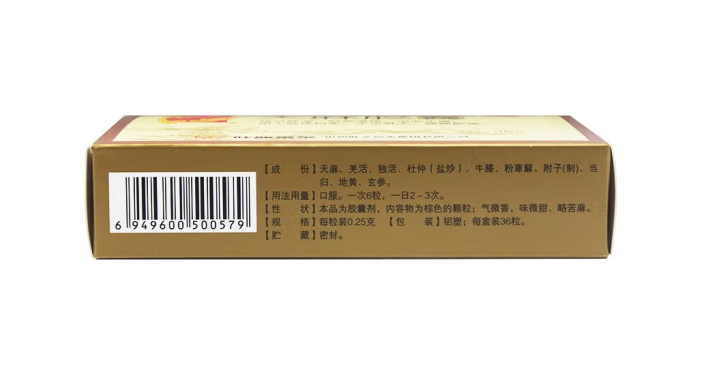 【成　份】天麻、羌活、独活、杜仲（盐炒）、牛膝、粉萆薢、附子(制)、当
归、地黄、玄参。
【用法用量】口服。一次6粒，一日2～3次。
【性　状】本品为胶囊剂，内容物为棕色的颗粒；气微香，味微甜、略苦麻。
【规　格】每粒装0.25克　【包　装】铝塑；每盒装36粒。
【贮　藏】密封。
6 949600 500579